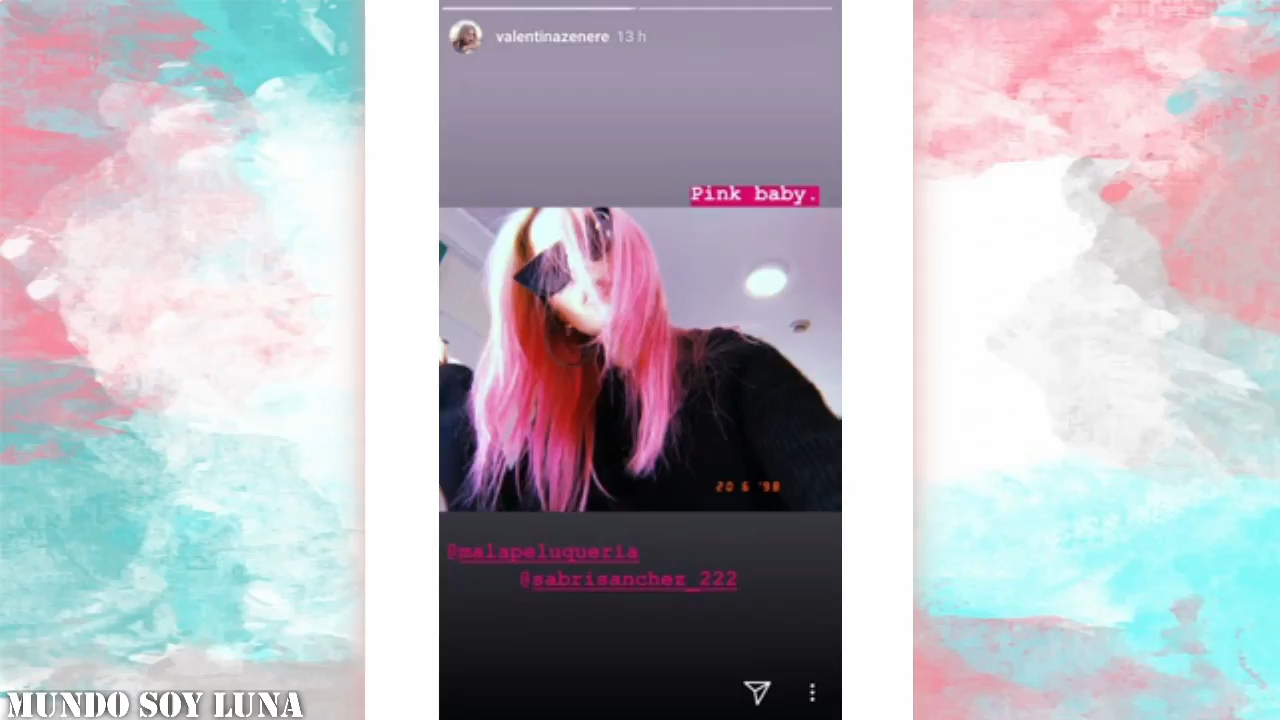 valentinazenere 13 h
Pink baby.
20 6 '98
@malapeluqueria
@sabrisanchez_222
MUNDO SOY LUNA